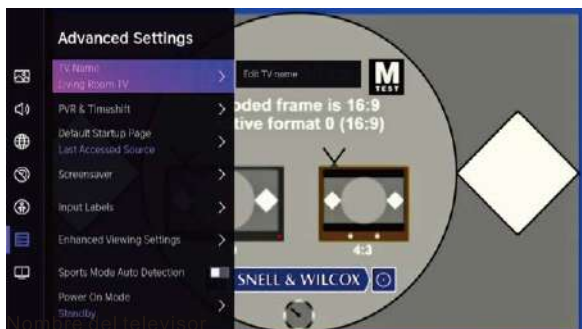 Advanced Settings
TV Name
Living Room TV
Edit TV name
PVR & Timeshift
Default Startup Page
Last Accessed Source
Screensaver
Input Labels
Enhanced Viewing Settings
Sports Mode Auto Detection
Power On Mode
Standby
Nombre del televisor
M
TEST
oded frame is 16:9
tive format 0 (16:9)
4:3
SNELL & WILCOX